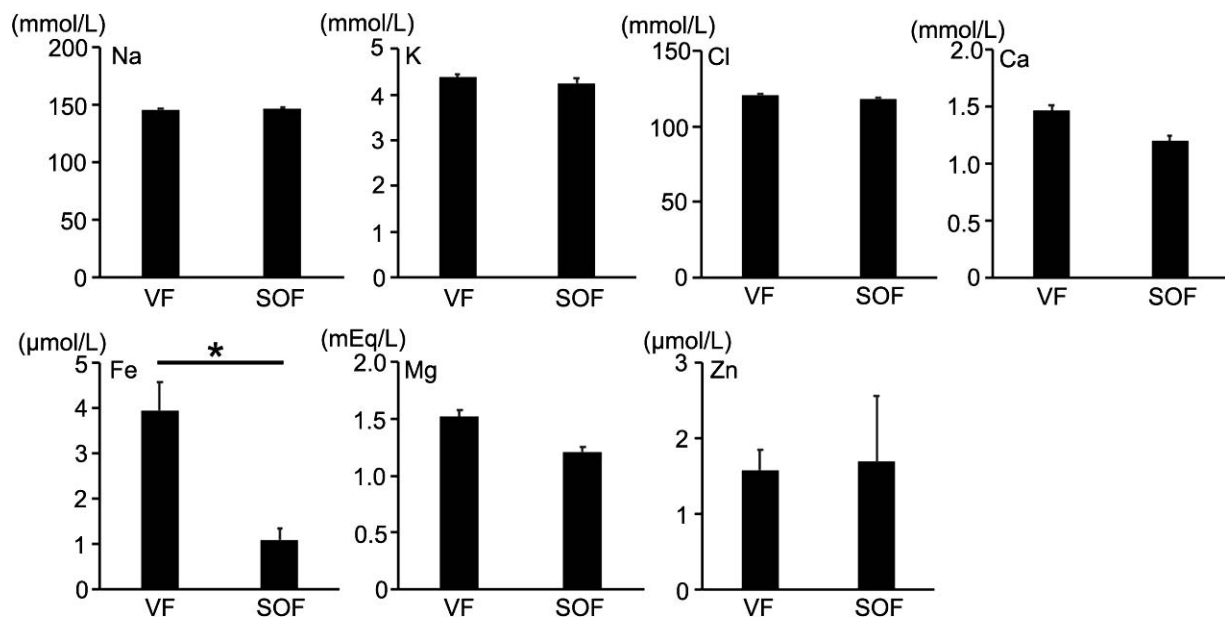 (mmol/L)
Na
200
150
100
50
0
VF SOF
(mmol/L)
K
5
4
3
2
1
0
VF SOF
(mmol/L)
Cl
150
100
50
0
VF SOF
(mmol/L)
Ca
2.0
1.5
1.0
0.5
0
VF SOF
(µmol/L)
Fe
*
5
4
3
2
1
0
VF SOF
(mEq/L)
Mg
2.0
1.5
1.0
0.5
0
VF SOF
(µmol/L)
Zn
3
2
1
0
VF SOF